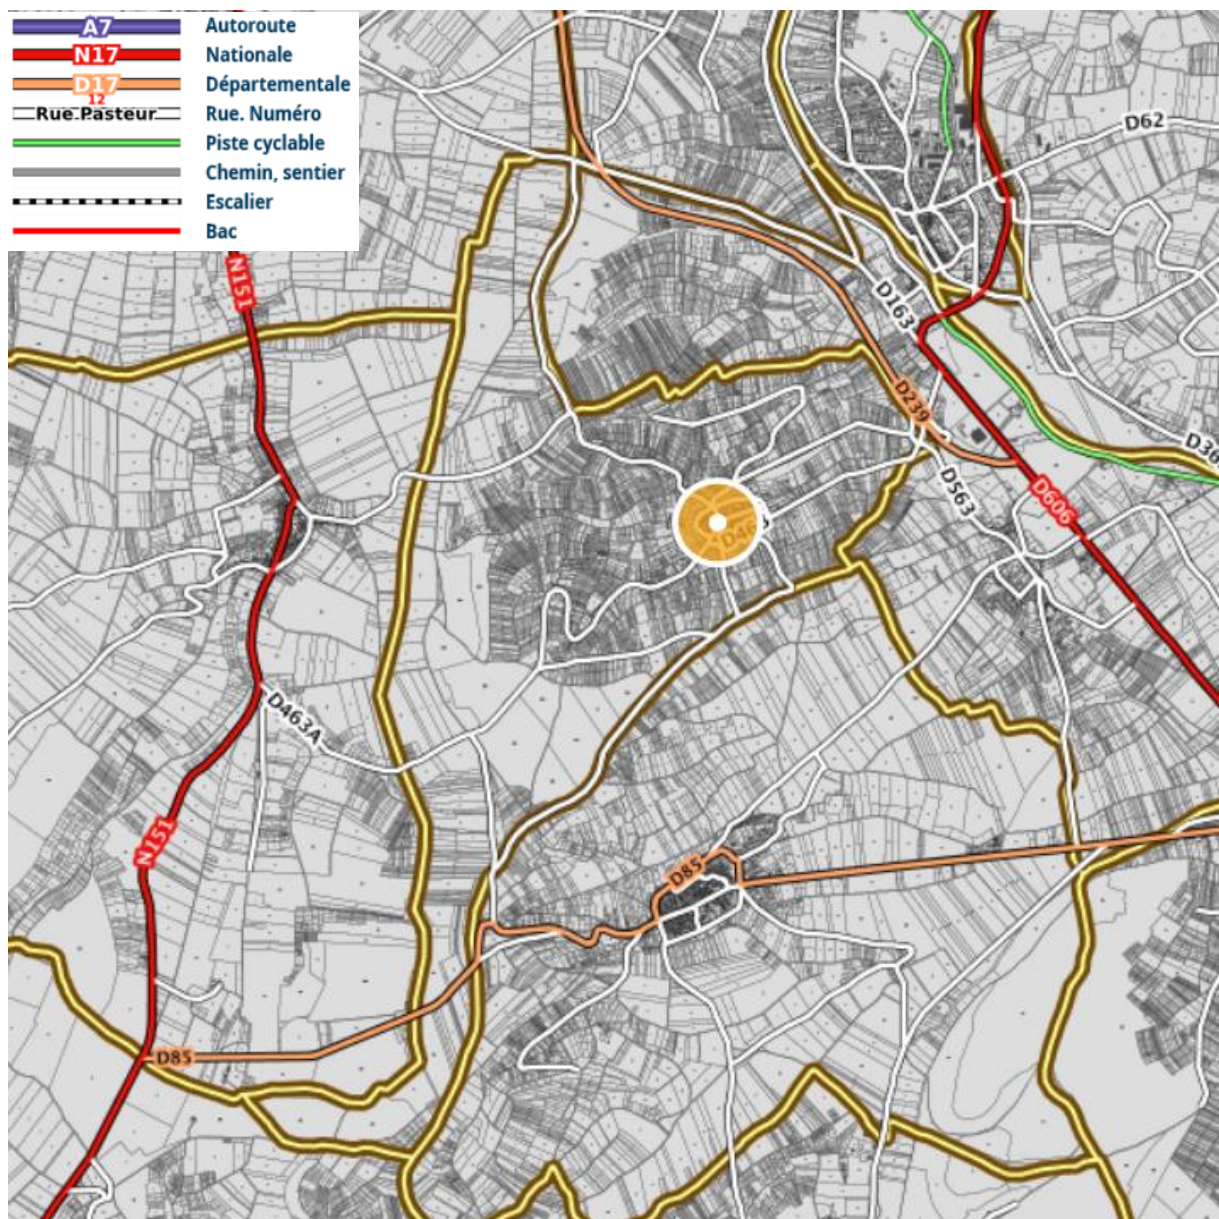 A7 Autoroute
N17 Nationale
D17 Départementale
12
Rue Pasteur Rue. Numéro
Piste cyclable
Chemin, sentier
Escalier
Bac
D62
N151
D163
D239
D36
D563
D606
D463A
N151
D85
D85